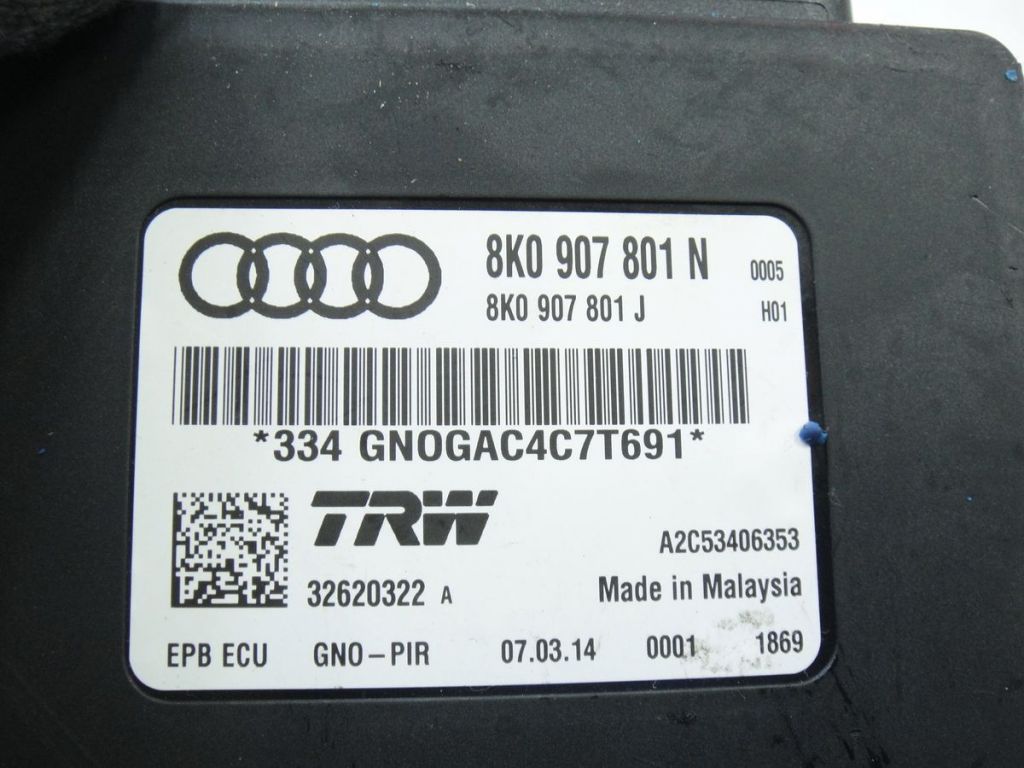 8K0 907 801 N 0005
8K0 907 801 J H01
*334 GNOGAC4C7T691*
TRW
A2C53406353
32620322 A Made in Malaysia
EPB ECU GNO-PIR 07.03.14 0001 1869